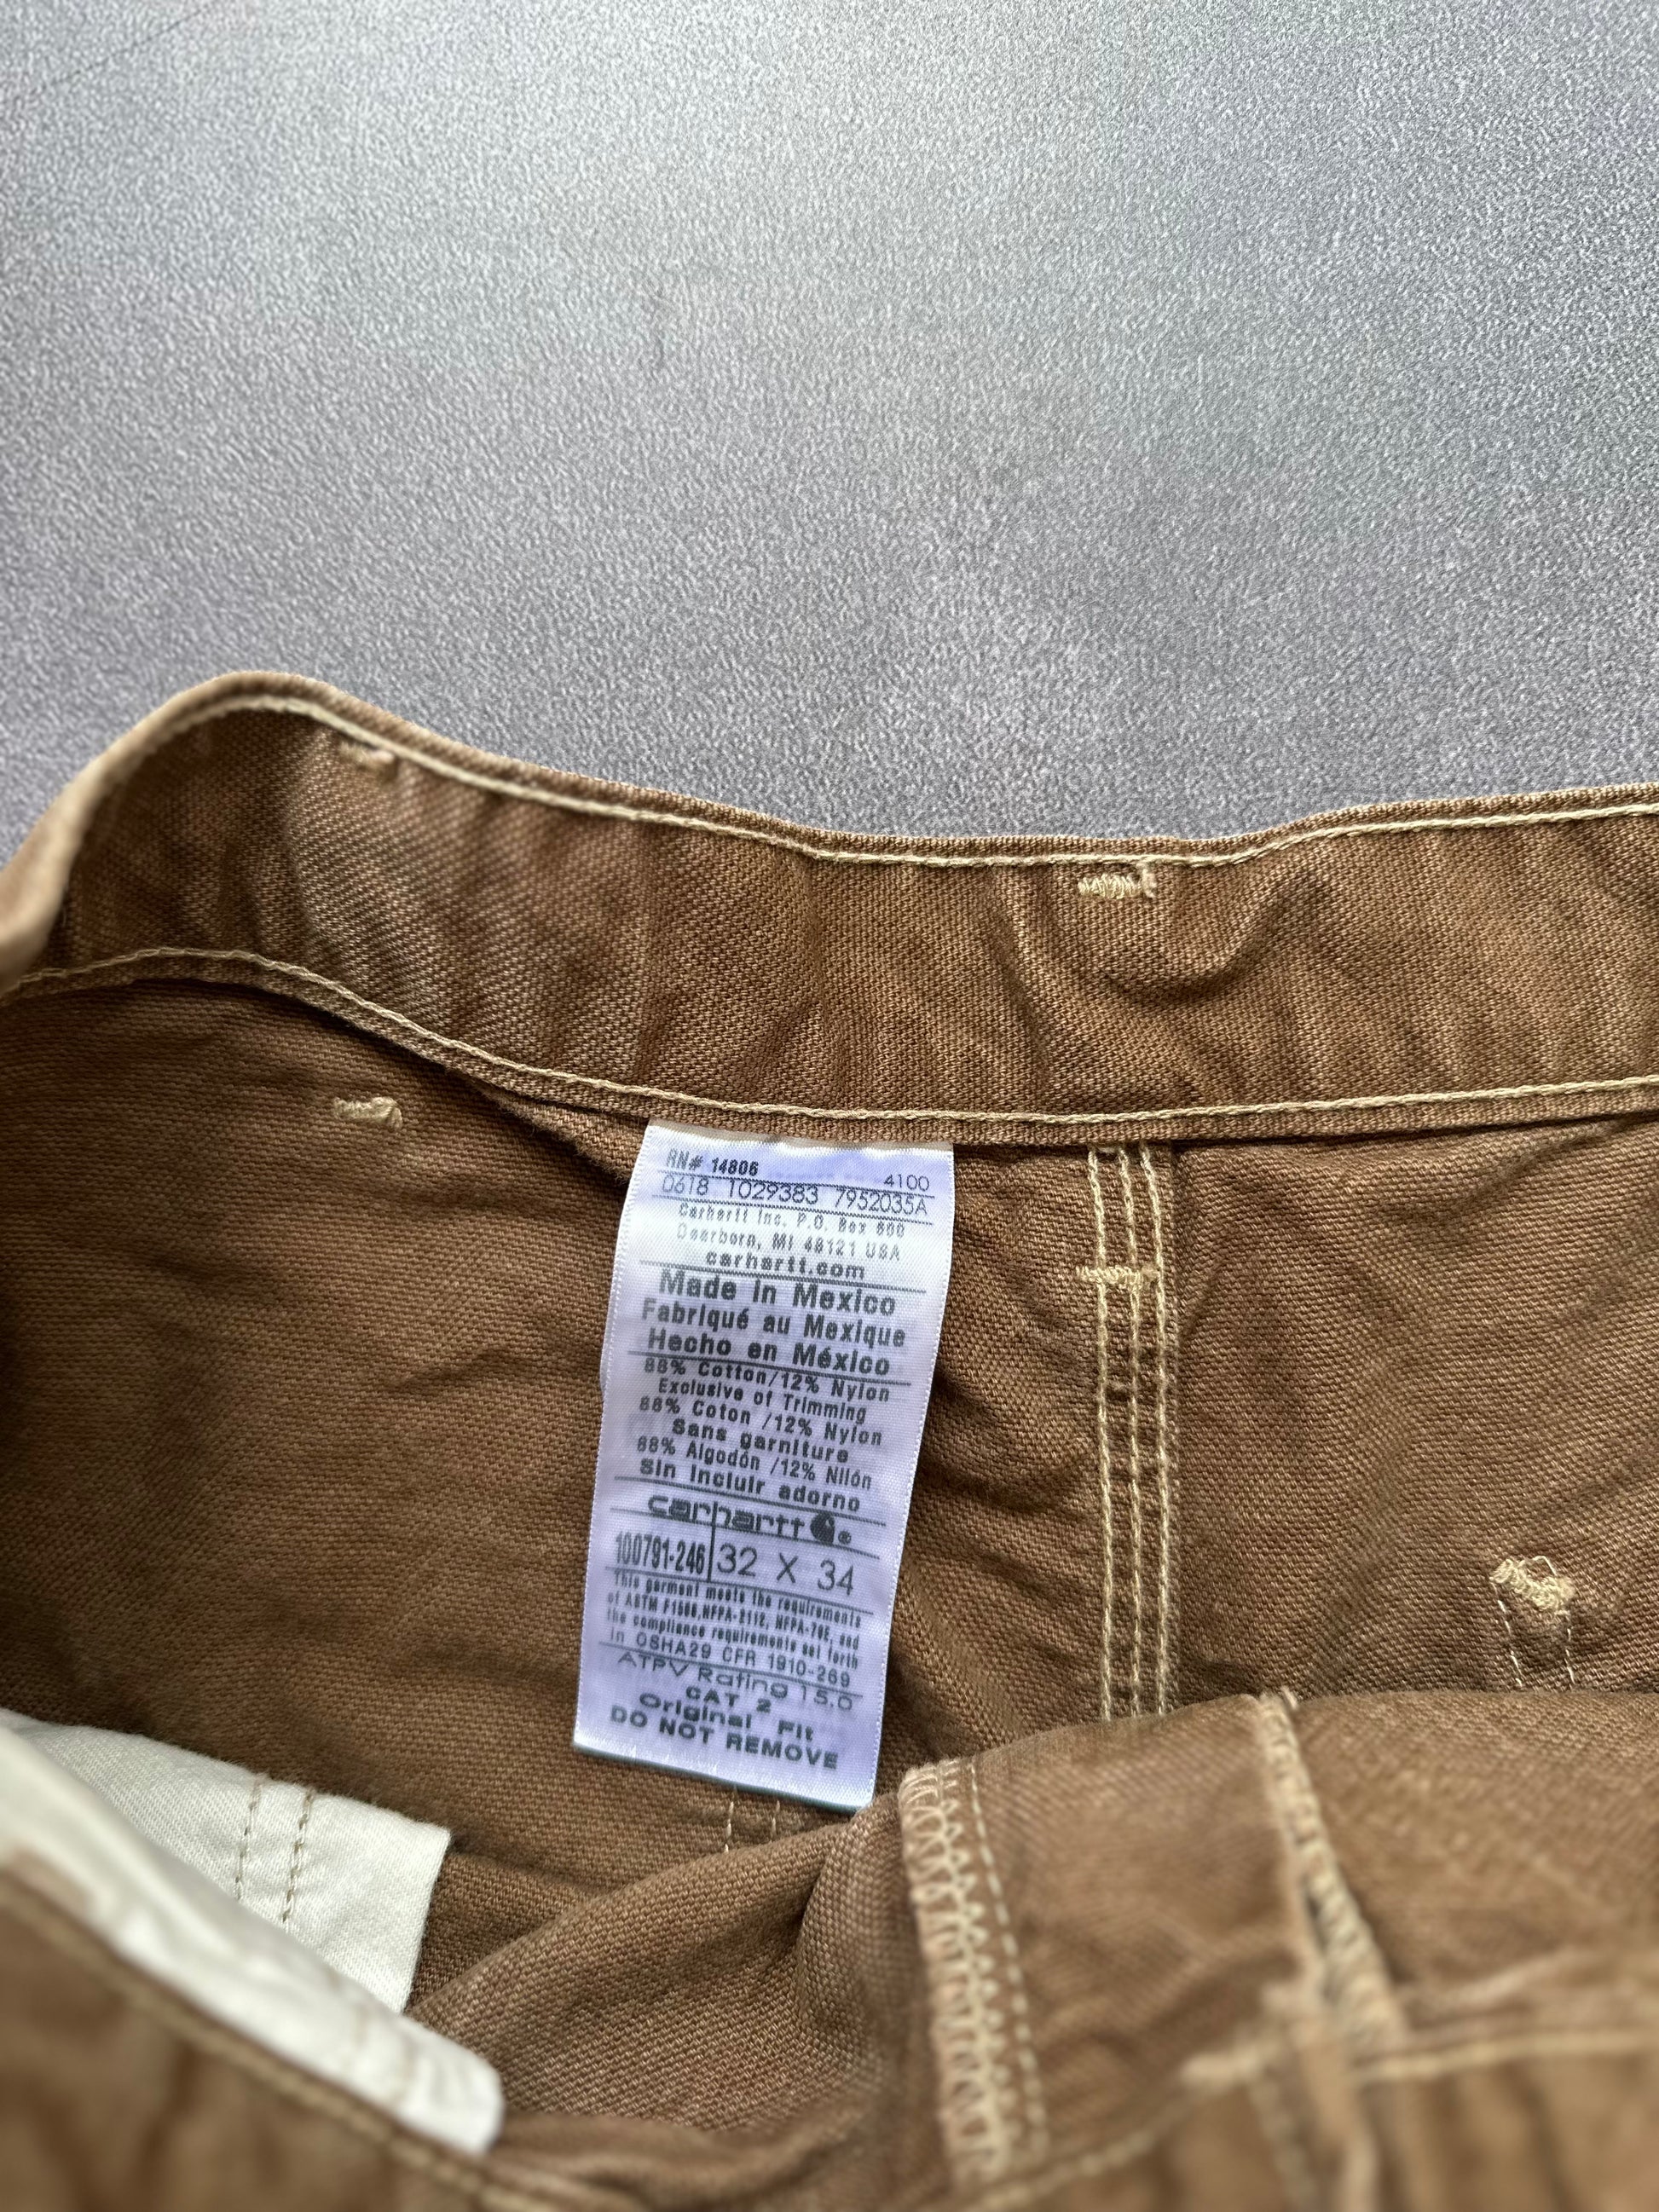 RN# 14806 4100
0618 1029383 7952035A
Carhartt Inc. P.O. Box 600
Dearborn, MI 48121 USA
carhartt.com
Made in Mexico
Fabriqué au Mexique
Hecho en México
88% Cotton/12% Nylon
Exclusive of Trimming
88% Coton /12% Nylon
Sans garniture
88% Algodón /12% Nilón
Sin incluir adorno
carhartt ®
100791-246 32 X 34
This garment meets the requirements
of ASTM F1506,NFPA-2112, NFPA-70E, and
the compliance requirements set forth
in OSHA29 CFR 1910-269
ATPV Rating 15.0
CAT 2
Original Fit
DO NOT REMOVE